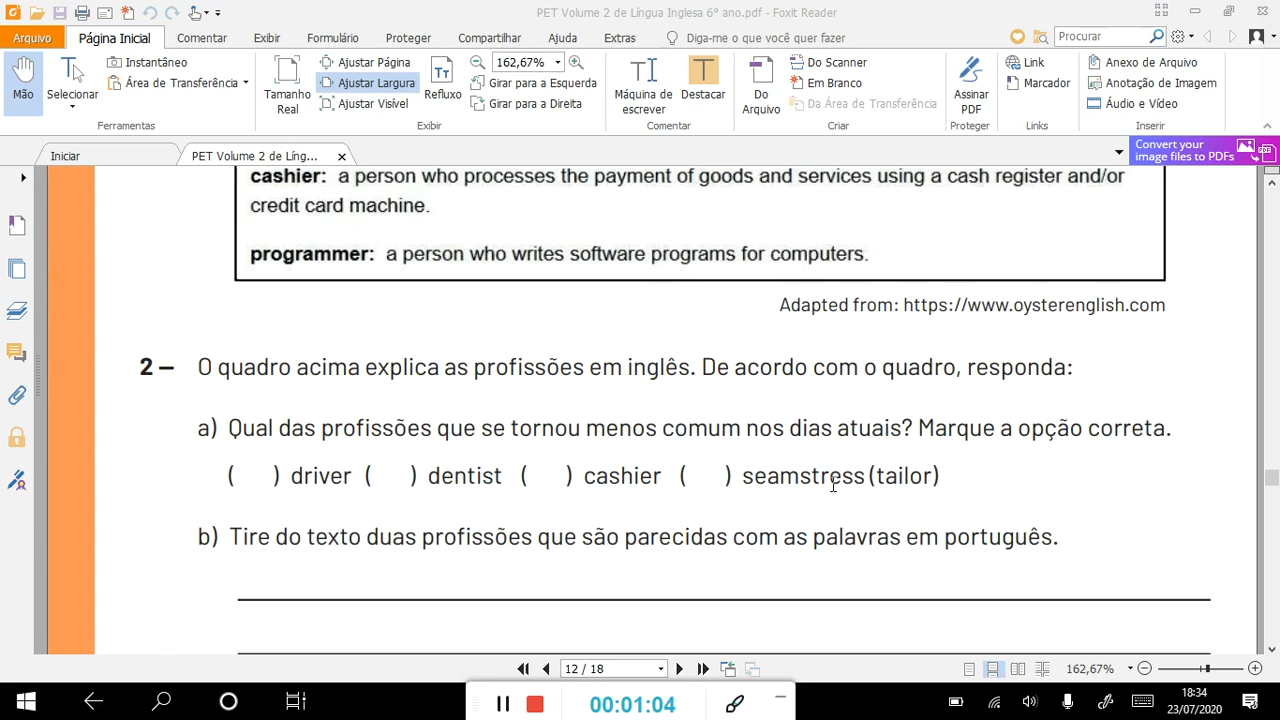 PET Volume 2 de Língua Inglesa 6° ano.pdf - Foxit Reader
Arquivo
Página Inicial
Comentar
Exibir
Formulário
Proteger
Compartilhar
Ajuda
Extras
Diga-me o que você quer fazer
Procurar
Mão
Selecionar
Instantâneo
Área de Transferência
Ferramentas
Tamanho Real
Ajustar Página
Ajustar Largura
Ajustar Visível
Refluxo
162,67%
Girar para a Esquerda
Girar para a Direita
Exibir
Máquina de escrever
Destacar
Comentar
Do Arquivo
Do Scanner
Em Branco
Da Área de Transferência
Criar
Assinar PDF
Proteger
Link
Marcador
Links
Anexo de Arquivo
Anotação de Imagem
Áudio e Vídeo
Inserir
Iniciar
PET Volume 2 de Líng...
Convert your
image files to PDFs
cashier: a person who processes the payment of goods and services using a cash register and/or
credit card machine.
programmer: a person who writes software programs for computers.
Adapted from: https://www.oysterenglish.com
2 – O quadro acima explica as profissões em inglês. De acordo com o quadro, responda:
a) Qual das profissões que se tornou menos comum nos dias atuais? Marque a opção correta.
( ) driver ( ) dentist ( ) cashier ( ) seamstress (tailor)
b) Tire do texto duas profissões que são parecidas com as palavras em português.
12 / 18
162,67%
00:01:04
18:34
23/07/2020